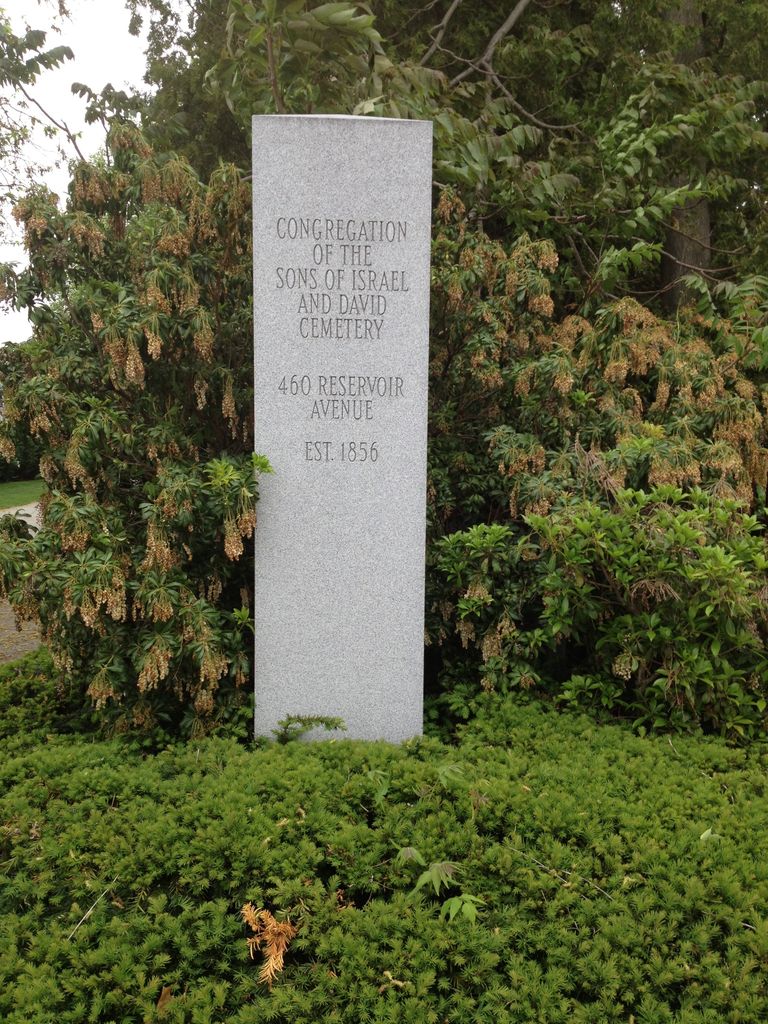 CONGREGATION
OF THE
SONS OF ISRAEL
AND DAVID
CEMETERY
460 RESERVOIR
AVENUE
EST. 1856